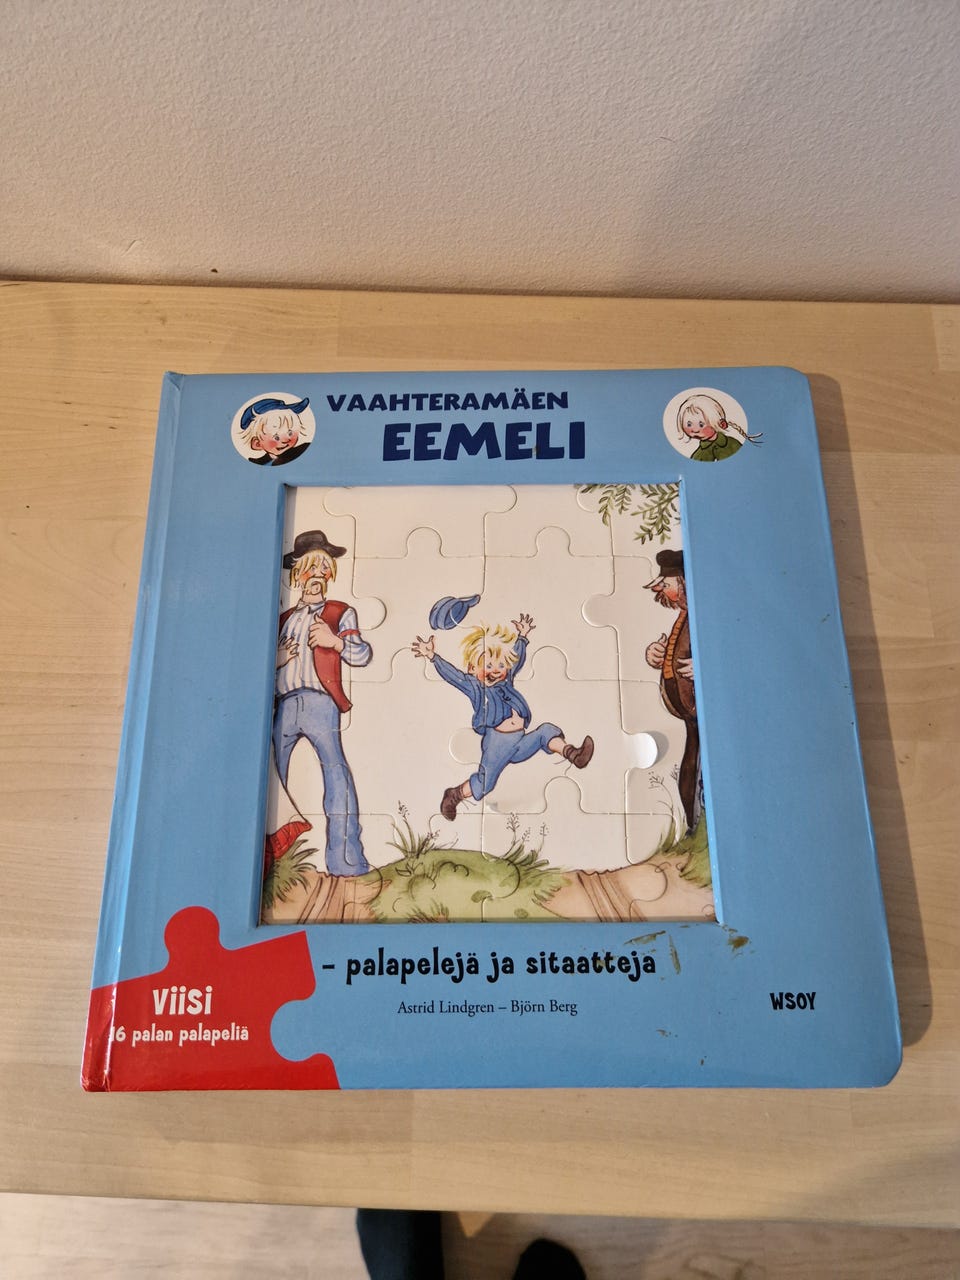 VAAHTERAMÄEN
EEMELI
– palapelejä ja sitaatteja
Astrid Lindgren – Björn Berg
WSOY
Viisi
16 palan palapeliä